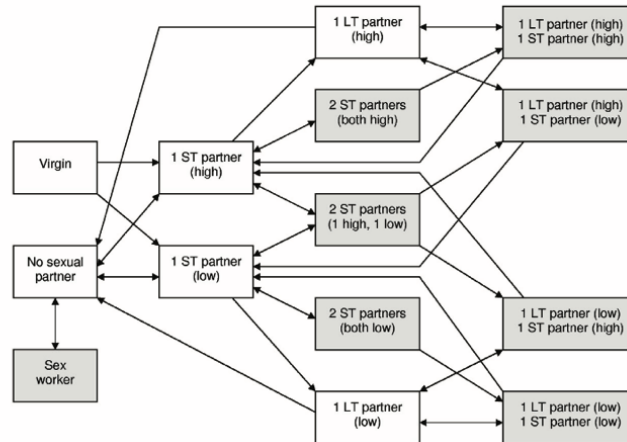 1 LT partner
(high)
1 LT partner (high)
1 ST partner (high)
2 ST partners
(both high)
1 LT partner (high)
1 ST partner (low)
Virgin
1 ST partner
(high)
2 ST partners
(1 high, 1 low)
No sexual
partner
1 ST partner
(low)
2 ST partners
(both low)
1 LT partner (low)
1 ST partner (high)
Sex
worker
1 LT partner
(low)
1 LT partner (low)
1 ST partner (low)